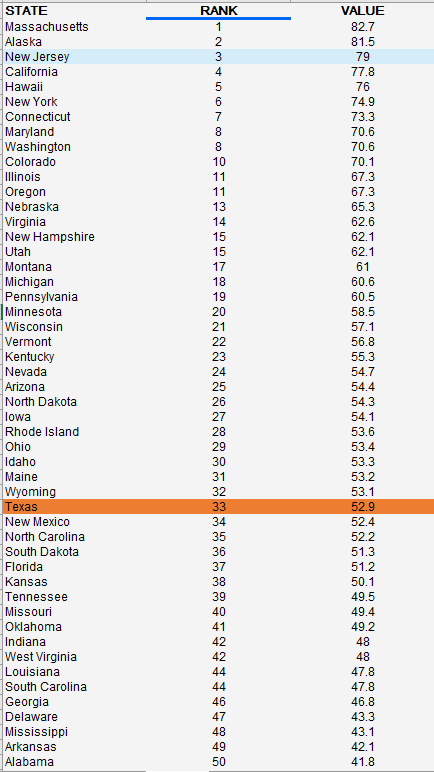 STATE RANK VALUE
Massachusetts 1 82.7
Alaska 2 81.5
New Jersey 3 79
California 4 77.8
Hawaii 5 76
New York 6 74.9
Connecticut 7 73.3
Maryland 8 70.6
Washington 8 70.6
Colorado 10 70.1
Illinois 11 67.3
Oregon 11 67.3
Nebraska 13 65.3
Virginia 14 62.6
New Hampshire 15 62.1
Utah 15 62.1
Montana 17 61
Michigan 18 60.6
Pennsylvania 19 60.5
Minnesota 20 58.5
Wisconsin 21 57.1
Vermont 22 56.8
Kentucky 23 55.3
Nevada 24 54.7
Arizona 25 54.4
North Dakota 26 54.3
Iowa 27 54.1
Rhode Island 28 53.6
Ohio 29 53.4
Idaho 30 53.3
Maine 31 53.2
Wyoming 32 53.1
Texas 33 52.9
New Mexico 34 52.4
North Carolina 35 52.2
South Dakota 36 51.3
Florida 37 51.2
Kansas 38 50.1
Tennessee 39 49.5
Missouri 40 49.4
Oklahoma 41 49.2
Indiana 42 48
West Virginia 42 48
Louisiana 44 47.8
South Carolina 44 47.8
Georgia 46 46.8
Delaware 47 43.3
Mississippi 48 43.1
Arkansas 49 42.1
Alabama 50 41.8